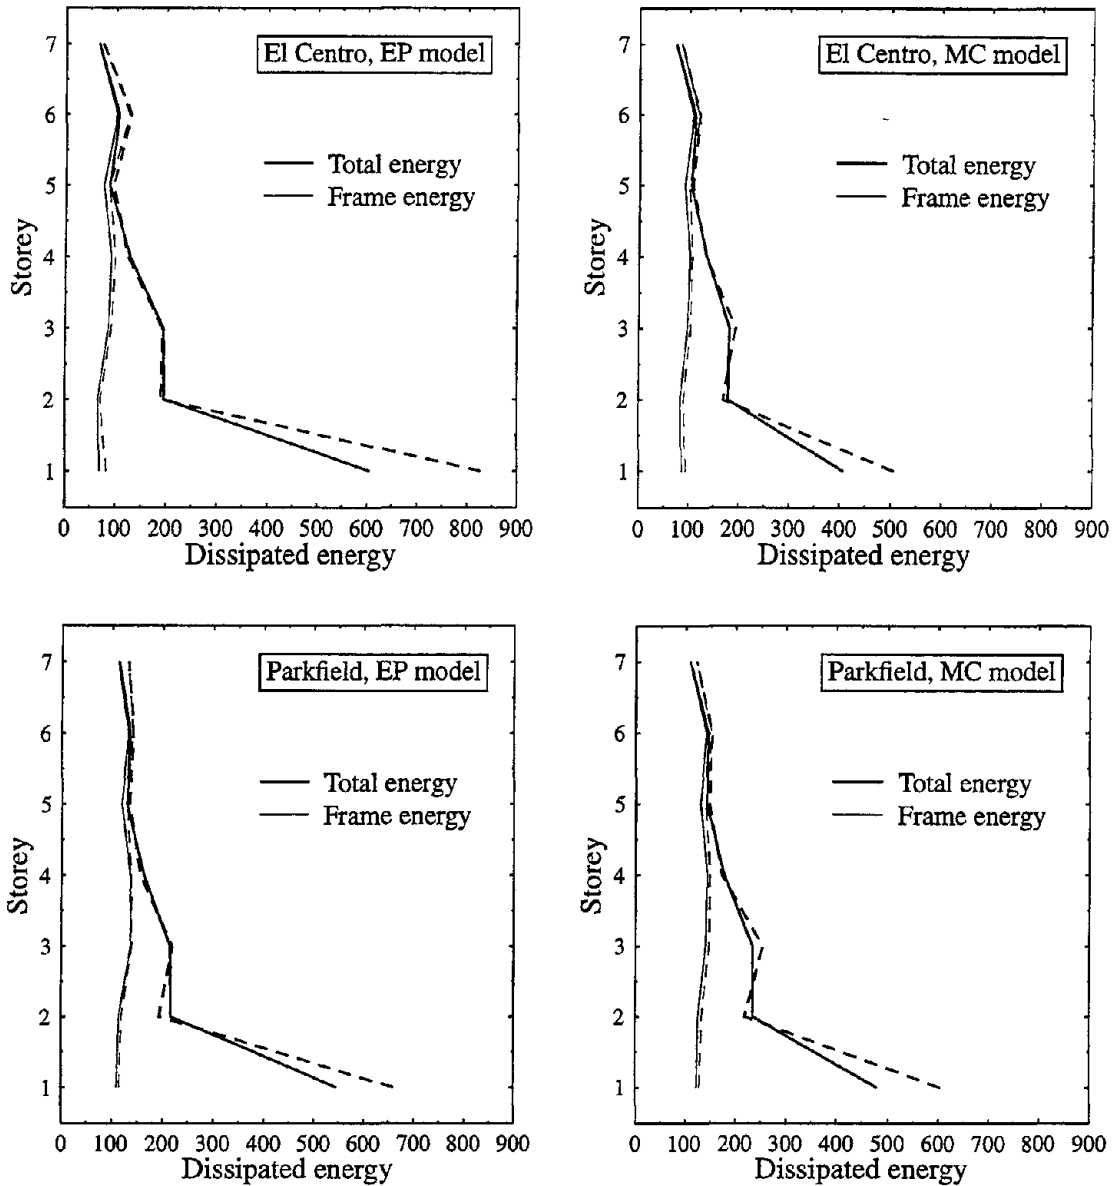 El Centro, EP model
Total energy
Frame energy
Storey
7
6
5
4
3
2
1
0 100 200 300 400 500 600 700 800 900
Dissipated energy
El Centro, MC model
Total energy
Frame energy
Storey
7
6
5
4
3
2
1
0 100 200 300 400 500 600 700 800 900
Dissipated energy
Parkfield, EP model
Total energy
Frame energy
Storey
7
6
5
4
3
2
1
0 100 200 300 400 500 600 700 800 900
Dissipated energy
Parkfield, MC model
Total energy
Frame energy
Storey
7
6
5
4
3
2
1
0 100 200 300 400 500 600 700 800 900
Dissipated energy